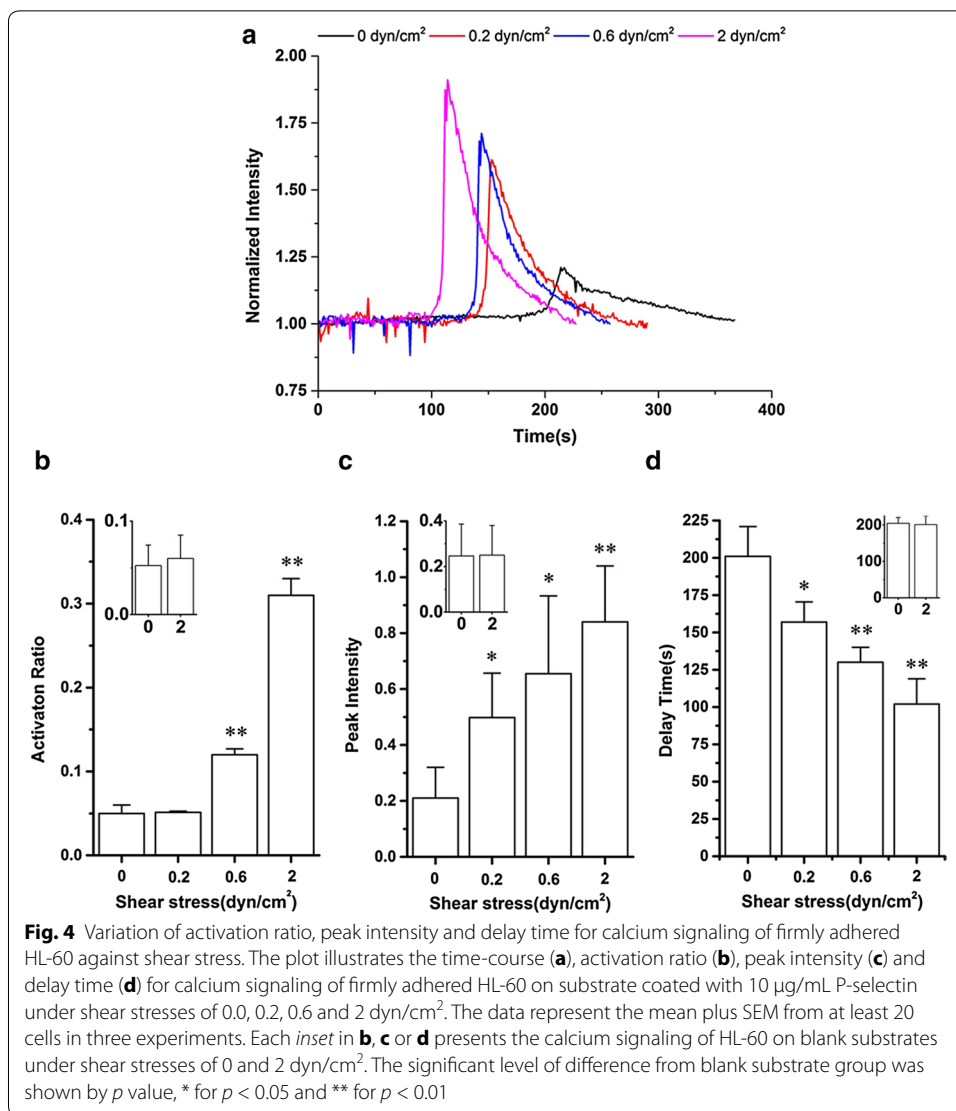 a
0 dyn/cm² 0.2 dyn/cm² 0.6 dyn/cm² 2 dyn/cm²
2.00
1.75
1.50
1.25
1.00
0.75
Normalized Intensity
0 100 200 300 400
Time(s)
b
0.4
0.3
0.2
0.1
0.0
Activaton Ratio
0.1
0.0
0 2
**
**
0 0.2 0.6 2
Shear stress(dyn/cm²)
c
1.2
1.0
0.8
0.6
0.4
0.2
0.0
Peak Intensity
0.4
0.2
0.0
0 2
*
*
**
0 0.2 0.6 2
Shear stress(dyn/cm²)
d
225
200
175
150
125
100
75
50
25
0
Delay Time(s)
200
100
0
0 2
*
**
**
0 0.2 0.6 2
Shear stress(dyn/cm²)
Fig. 4 Variation of activation ratio, peak intensity and delay time for calcium signaling of firmly adhered
HL-60 against shear stress. The plot illustrates the time-course (a), activation ratio (b), peak intensity (c) and
delay time (d) for calcium signaling of firmly adhered HL-60 on substrate coated with 10 μg/mL P-selectin
under shear stresses of 0.0, 0.2, 0.6 and 2 dyn/cm². The data represent the mean plus SEM from at least 20
cells in three experiments. Each inset in b, c or d presents the calcium signaling of HL-60 on blank substrates
under shear stresses of 0 and 2 dyn/cm². The significant level of difference from blank substrate group was
shown by p value, * for p < 0.05 and ** for p < 0.01